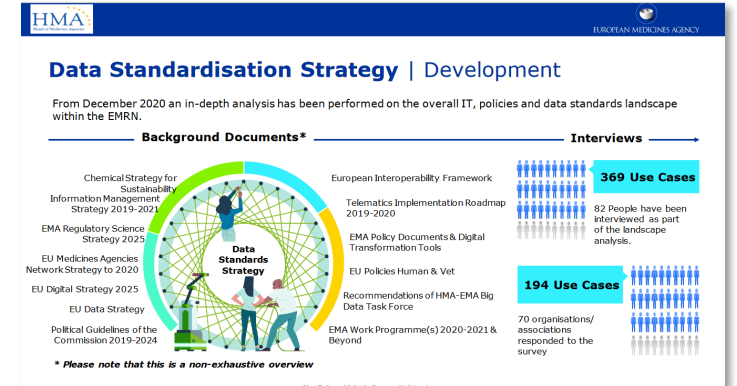 HMA
Heads of Medicines Agencies
EUROPEAN MEDICINES AGENCY
Data Standardisation Strategy | Development
From December 2020 an in-depth analysis has been performed on the overall IT, policies and data standards landscape
within the EMRN.
Background Documents*
Chemical Strategy for
Sustainability
Information Management
Strategy 2019-2021
EMA Regulatory Science
Strategy 2025
EU Medicines Agencies
Network Strategy to 2020
EU Digital Strategy 2025
EU Data Strategy
Political Guidelines of the
Commission 2019-2024
Data
Standards
Strategy
European Interoperability Framework
Telematics Implementation Roadmap
2019-2020
EMA Policy Documents & Digital
Transformation Tools
EU Policies Human & Vet
Recommendations of HMA-EMA Big
Data Task Force
EMA Work Programme(s) 2020-2021 &
Beyond
* Please note that this is a non-exhaustive overview
Interviews
369 Use Cases
82 People have been
interviewed as part
of the landscape
analysis.
194 Use Cases
70 organisations/
associations
responded to the
survey